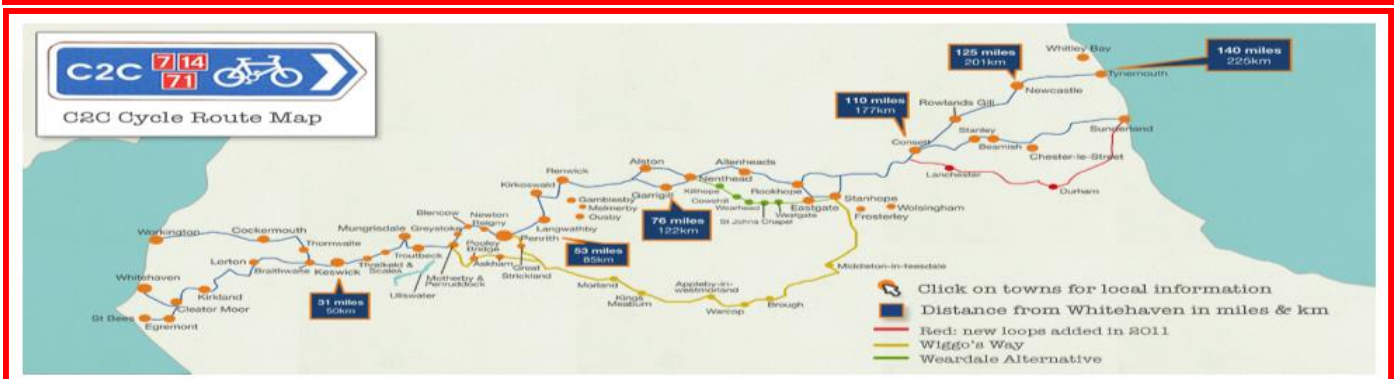 C2C 7 14
71
C2C Cycle Route Map
125 miles
201km
Whitley Bay
140 miles
225km
Tynemouth
Newcastle
110 miles
177km
Rowlands Gill
Stanley
Sunderland
Consett
Beamish
Chester-le-Street
Lanchester
Durham
Alston
Allenheads
Renwick
Nenthead
Kirkoswald
Garrigill
Killhope
Rookhope
Cowshill
Wearhead
Stanhope
Gamblesby
Melmerby
Ousby
St Johns Chapel
Westgate
Eastgate
Wolsingham
Frosterley
76 miles
122km
Blencow
Newton
Reigny
Langwathby
Mungrisdale
Greystoke
Penrith
53 miles
85km
Workington
Cockermouth
Thornwaite
Pooley
Bridge
Troutbeck
Askham
Great
Strickland
Middleton-in-teesdale
Lorton
Braithwaite
Keswick
Threlkeld &
Scales
Motherby &
Penruddock
Ullswater
Whitehaven
Morland
Appleby-in-
westmorland
Kings
Meaburn
Brough
Warcop
Kirkland
Cleator Moor
31 miles
50km
St Bees
Egremont
Click on towns for local information
Distance from Whitehaven in miles & km
Red: new loops added in 2011
Wiggo's Way
Weardale Alternative